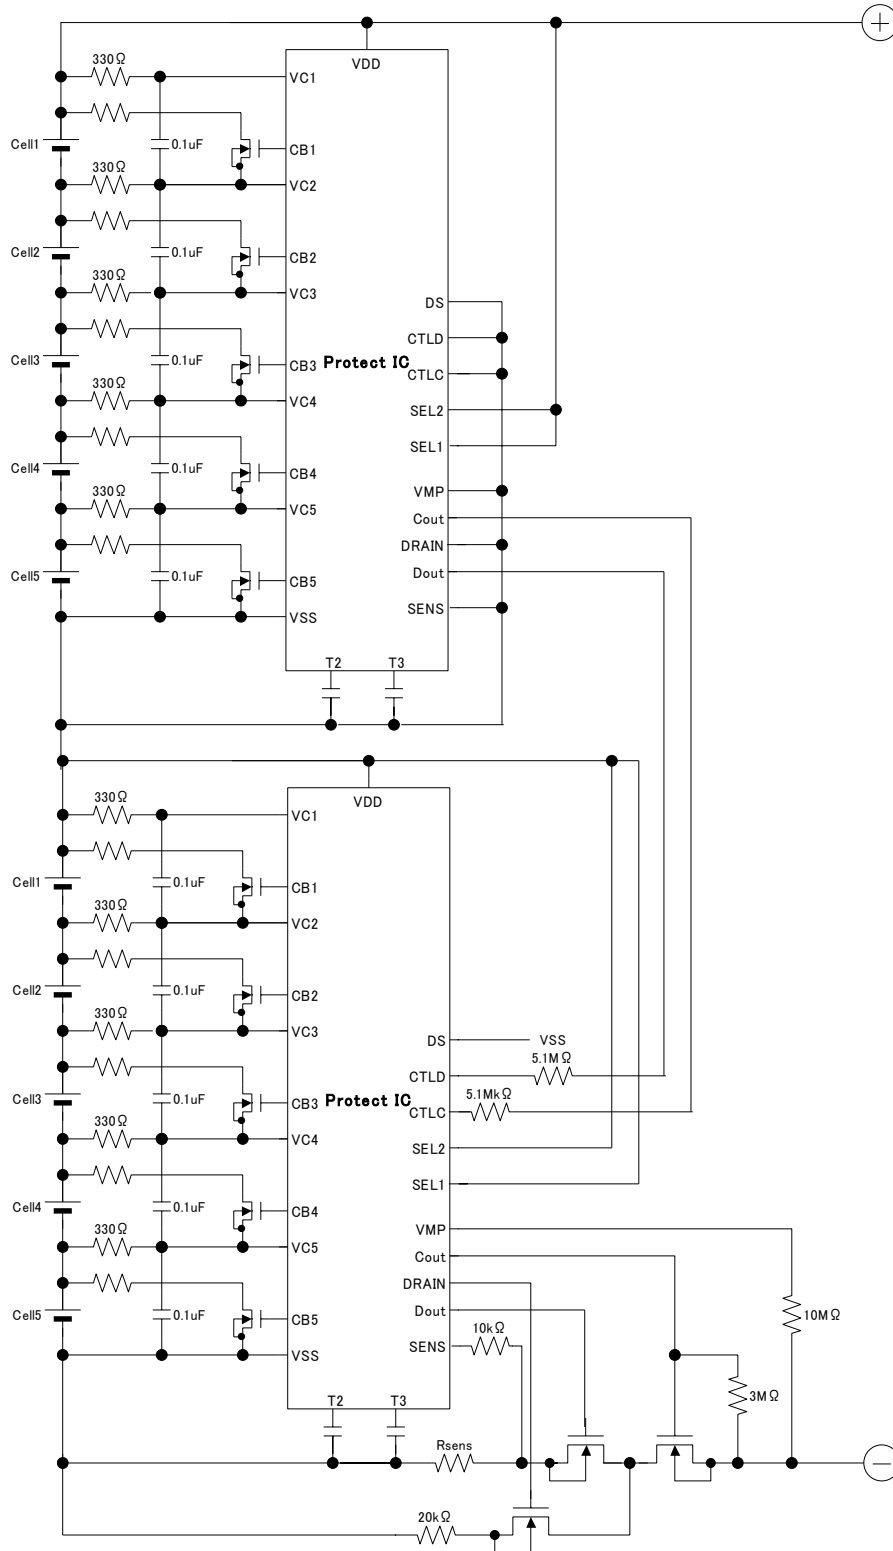 VDD
330Ω
VC1
Cell1
0.1uF
CB1
330Ω
VC2
Cell2
0.1uF
CB2
330Ω
VC3
DS
CTLD
Cell3
0.1uF
CB3
Protect IC
CTLC
330Ω
VC4
SEL2
SEL1
Cell4
0.1uF
CB4
VMP
330Ω
VC5
Cout
DRAIN
Dout
Cell5
0.1uF
CB5
SENS
VSS
T2
T3
VDD
330Ω
VC1
Cell1
0.1uF
CB1
330Ω
VC2
Cell2
0.1uF
CB2
330Ω
VC3
DS
VSS
5.1MΩ
CTLD
5.1MkΩ
Cell3
0.1uF
CB3
Protect IC
CTLC
330Ω
VC4
SEL2
SEL1
Cell4
0.1uF
CB4
VMP
330Ω
VC5
Cout
DRAIN
Dout
Cell5
0.1uF
CB5
10MΩ
10kΩ
SENS
VSS
3MΩ
T2
T3
Rsens
20kΩ